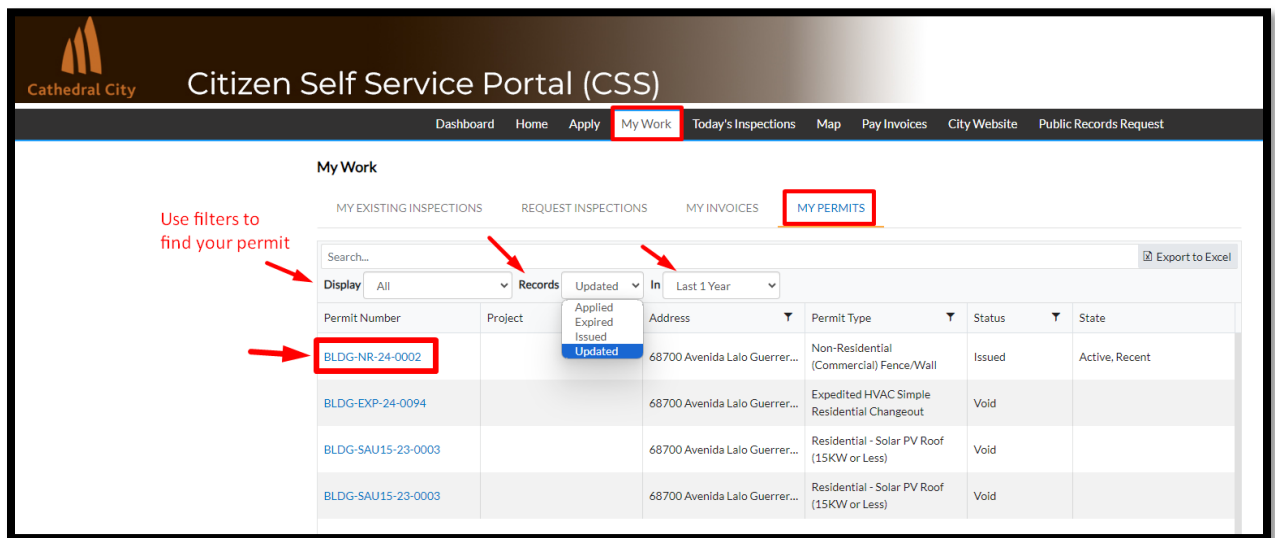 Cathedral City
Citizen Self Service Portal (CSS)
Dashboard Home Apply My Work Today's Inspections Map Pay Invoices City Website Public Records Request
My Work
MY EXISTING INSPECTIONS REQUEST INSPECTIONS MY INVOICES MY PERMITS
Use filters to
find your permit
Search...
Export to Excel
Display All Records Updated In Last 1 Year
Applied
Expired
Issued
Updated
Permit Number Project Address Permit Type Status State
BLDG-NR-24-0002 68700 Avenida Lalo Guerrer... Non-Residential
(Commercial) Fence/Wall Issued Active, Recent
BLDG-EXP-24-0094 68700 Avenida Lalo Guerrer... Expedited HVAC Simple
Residential Changeout Void
BLDG-SAU15-23-0003 68700 Avenida Lalo Guerrer... Residential - Solar PV Roof
(15KW or Less) Void
BLDG-SAU15-23-0003 68700 Avenida Lalo Guerrer... Residential - Solar PV Roof
(15KW or Less) Void